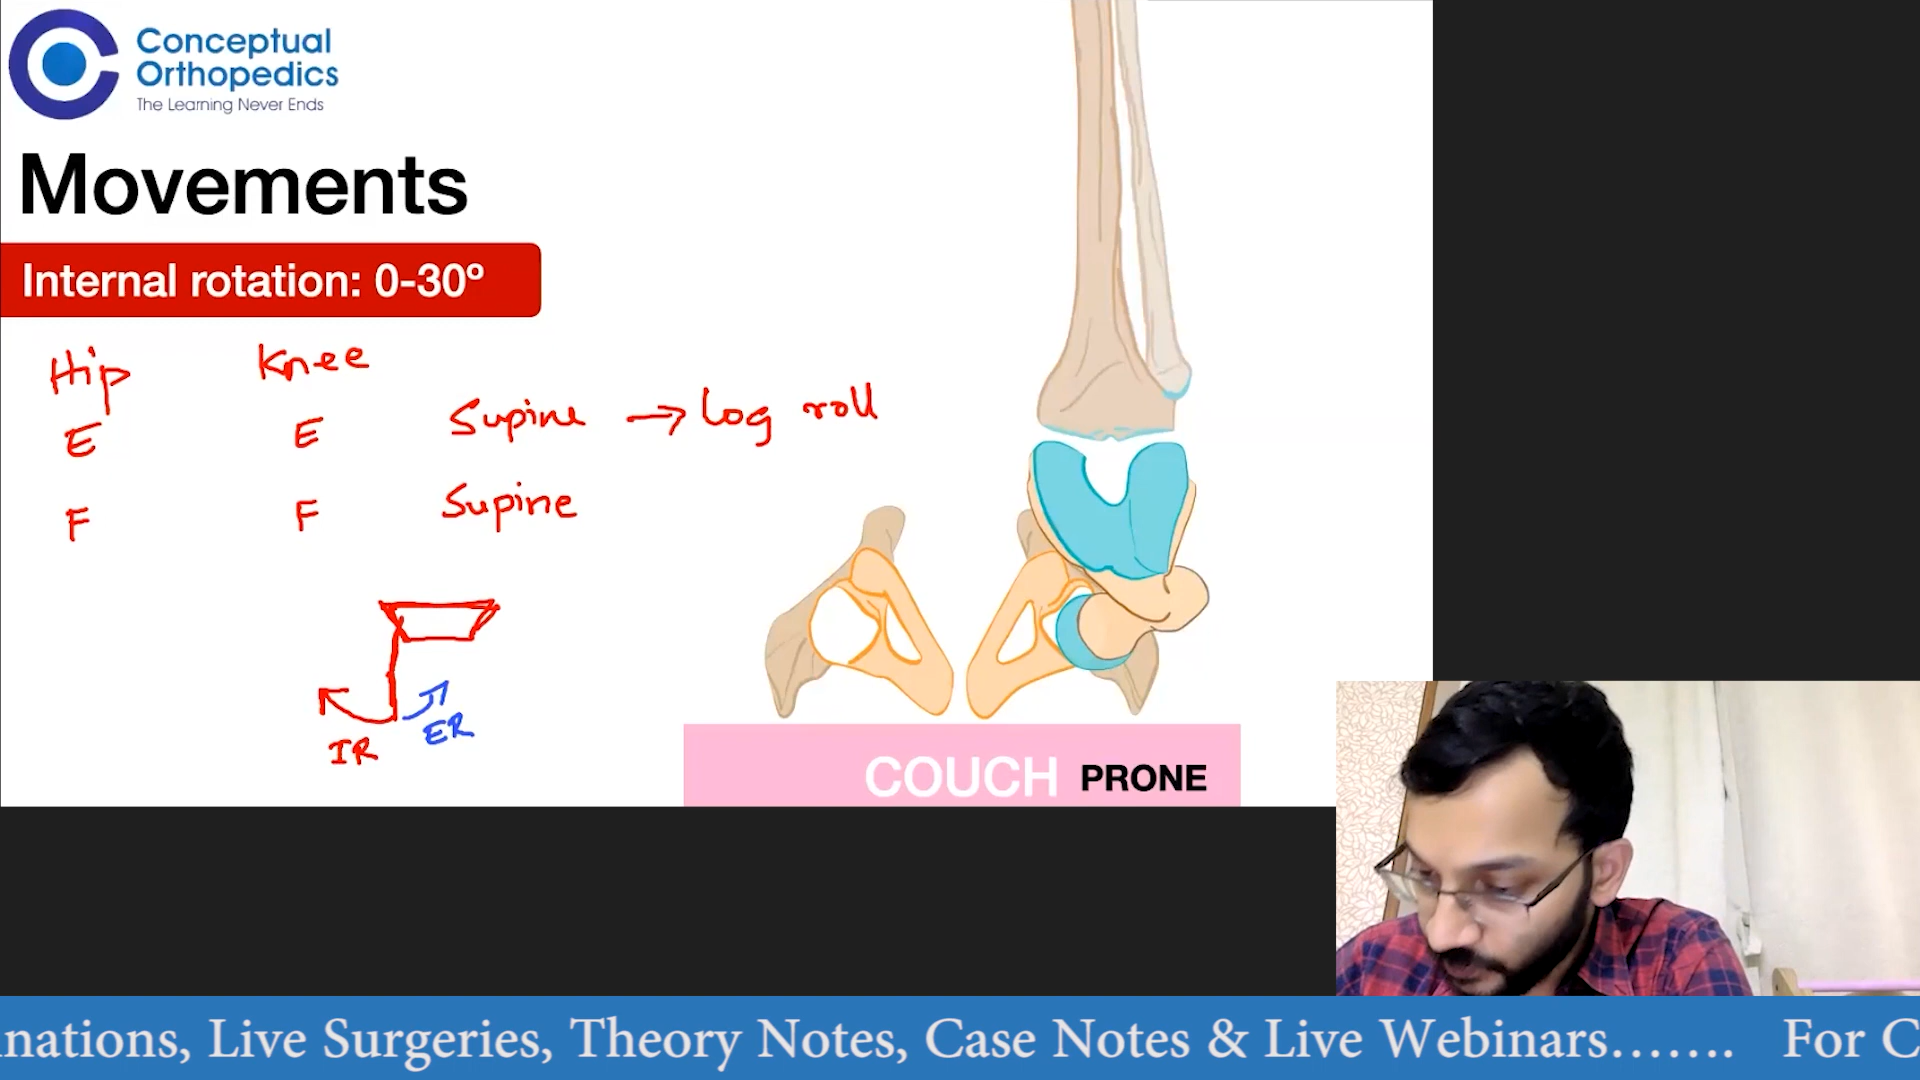 Conceptual
Orthopedics
The Learning Never Ends
Movements
Internal rotation: 0-30º
Hip Knee
E E Supine → Log roll
F F Supine
IR ER
COUCH PRONE
nations, Live Surgeries, Theory Notes, Case Notes & Live Webinars....... For C